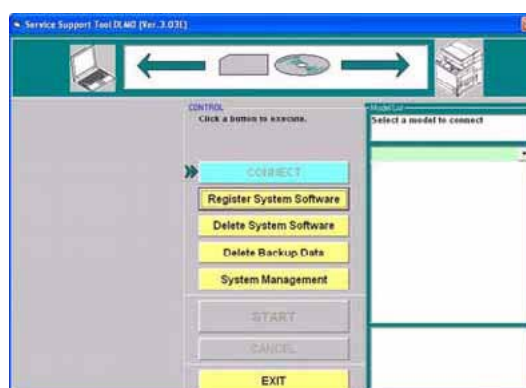 Service Support Tool DLM0 (Ver.3.03E)
CONTROL
Click a button to execute.
CONNECT
Register System Software
Delete System Software
Delete Backup Data
System Management
START
CANCEL
EXIT
Model List
Select a model to connect